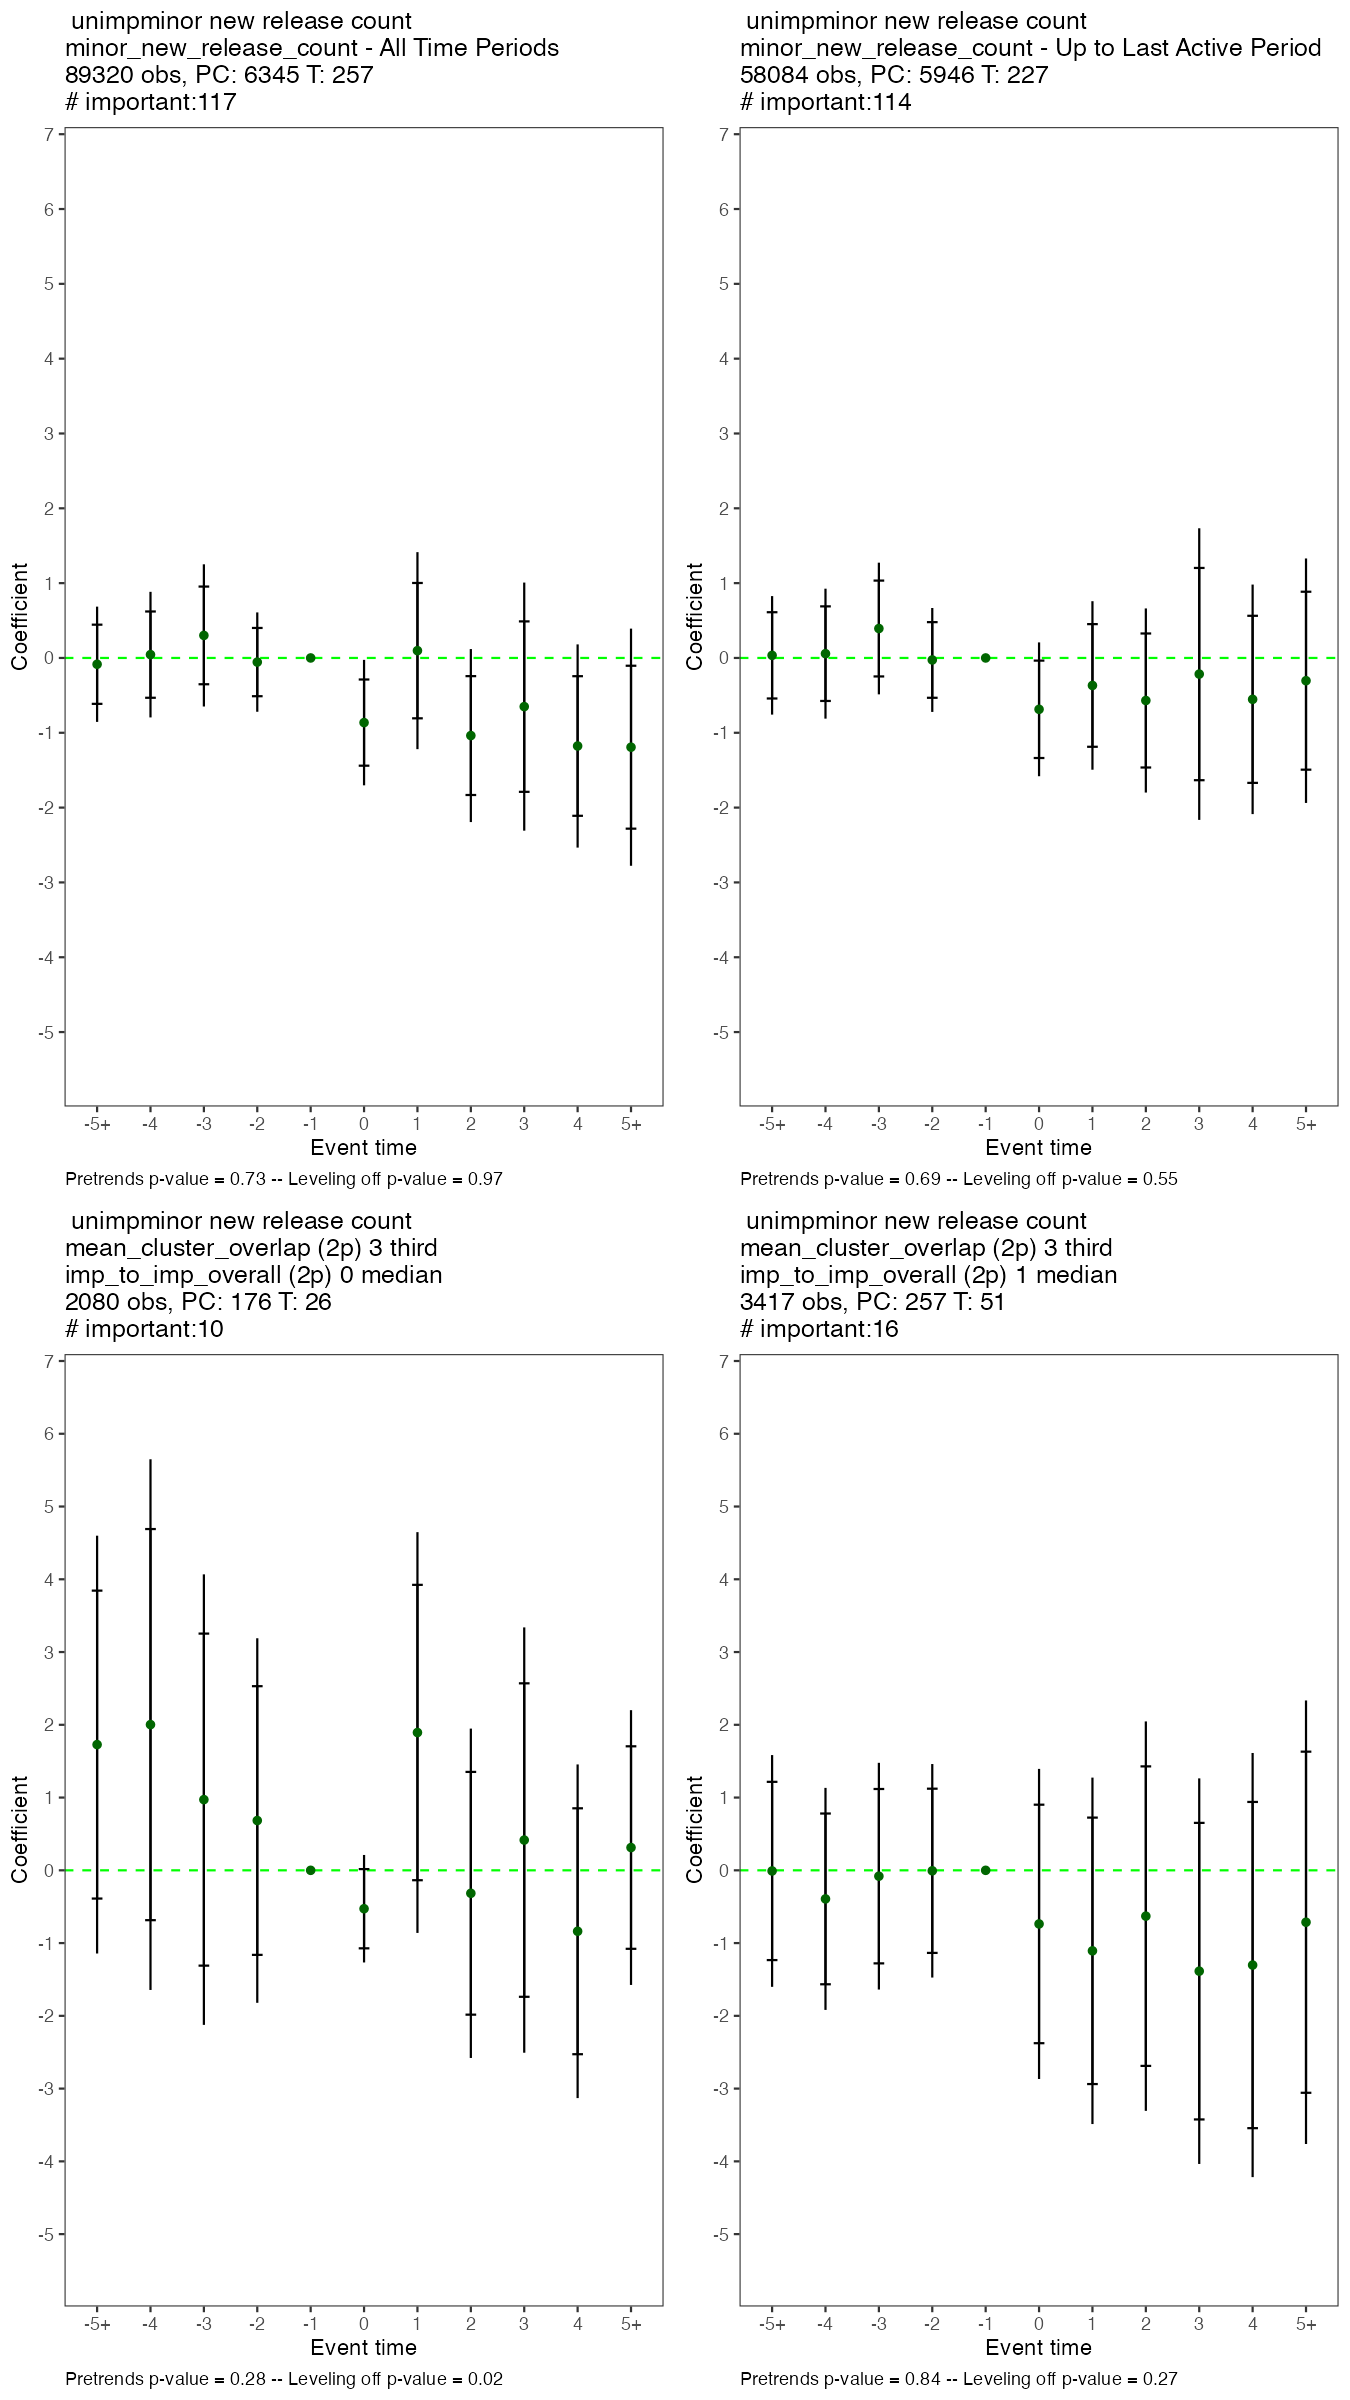 unimpminor new release count
minor_new_release_count - All Time Periods
89320 obs, PC: 6345 T: 257
# important:117
7
6
5
4
3
2
1
0
-1
-2
-3
-4
-5
Coefficient
-5+ -4 -3 -2 -1 0 1 2 3 4 5+
Event time
Pretrends p-value = 0.73 -- Leveling off p-value = 0.97
unimpminor new release count
minor_new_release_count - Up to Last Active Period
58084 obs, PC: 5946 T: 227
# important:114
7
6
5
4
3
2
1
0
-1
-2
-3
-4
-5
Coefficient
-5+ -4 -3 -2 -1 0 1 2 3 4 5+
Event time
Pretrends p-value = 0.69 -- Leveling off p-value = 0.55
unimpminor new release count
mean_cluster_overlap (2p) 3 third
imp_to_imp_overall (2p) 0 median
2080 obs, PC: 176 T: 26
# important:10
7
6
5
4
3
2
1
0
-1
-2
-3
-4
-5
Coefficient
-5+ -4 -3 -2 -1 0 1 2 3 4 5+
Event time
Pretrends p-value = 0.28 -- Leveling off p-value = 0.02
unimpminor new release count
mean_cluster_overlap (2p) 3 third
imp_to_imp_overall (2p) 1 median
3417 obs, PC: 257 T: 51
# important:16
7
6
5
4
3
2
1
0
-1
-2
-3
-4
-5
Coefficient
-5+ -4 -3 -2 -1 0 1 2 3 4 5+
Event time
Pretrends p-value = 0.84 -- Leveling off p-value = 0.27